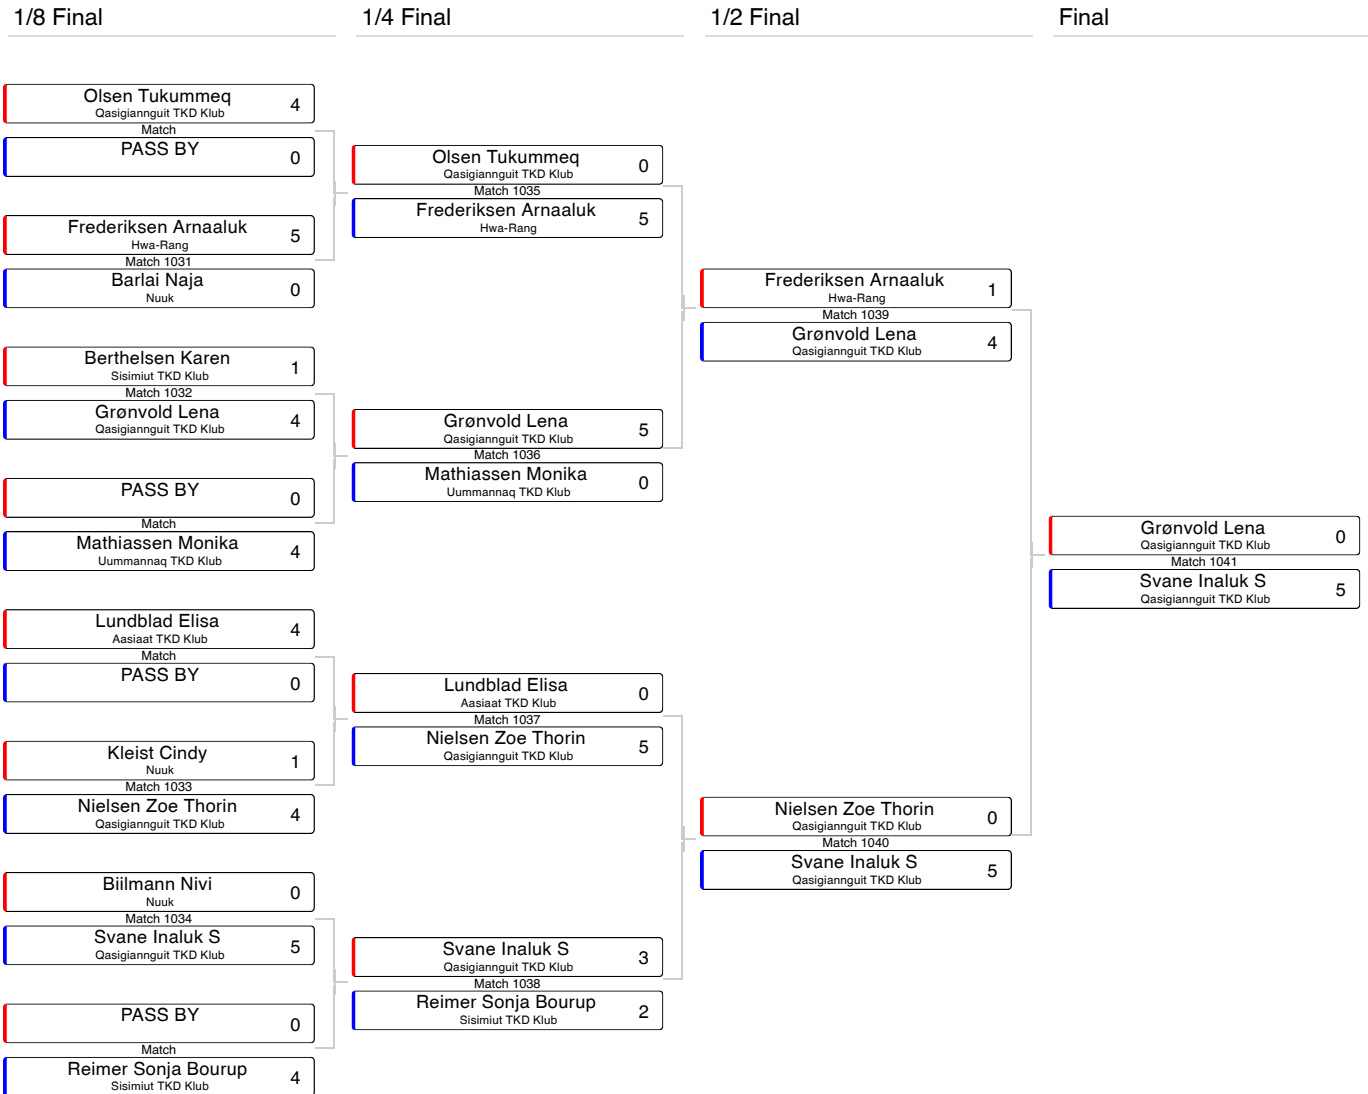 1/8 Final
1/4 Final
1/2 Final
Final
Olsen Tukummeq
Qasigiannguit TKD Klub
4
Match
PASS BY
0
Frederiksen Arnaaluk
Hwa-Rang
5
Match 1031
Barlai Naja
Nuuk
0
Berthelsen Karen
Sisimiut TKD Klub
1
Match 1032
Grønvold Lena
Qasigiannguit TKD Klub
4
PASS BY
0
Match
Mathiassen Monika
Uummannaq TKD Klub
4
Lundblad Elisa
Aasiaat TKD Klub
4
Match
PASS BY
0
Kleist Cindy
Nuuk
1
Match 1033
Nielsen Zoe Thorin
Qasigiannguit TKD Klub
4
Biilmann Nivi
Nuuk
0
Match 1034
Svane Inaluk S
Qasigiannguit TKD Klub
5
PASS BY
0
Match
Reimer Sonja Bourup
Sisimiut TKD Klub
4
Olsen Tukummeq
Qasigiannguit TKD Klub
0
Match 1035
Frederiksen Arnaaluk
Hwa-Rang
5
Grønvold Lena
Qasigiannguit TKD Klub
5
Match 1036
Mathiassen Monika
Uummannaq TKD Klub
0
Lundblad Elisa
Aasiaat TKD Klub
0
Match 1037
Nielsen Zoe Thorin
Qasigiannguit TKD Klub
5
Svane Inaluk S
Qasigiannguit TKD Klub
3
Match 1038
Reimer Sonja Bourup
Sisimiut TKD Klub
2
Frederiksen Arnaaluk
Hwa-Rang
1
Match 1039
Grønvold Lena
Qasigiannguit TKD Klub
4
Nielsen Zoe Thorin
Qasigiannguit TKD Klub
0
Match 1040
Svane Inaluk S
Qasigiannguit TKD Klub
5
Grønvold Lena
Qasigiannguit TKD Klub
0
Match 1041
Svane Inaluk S
Qasigiannguit TKD Klub
5